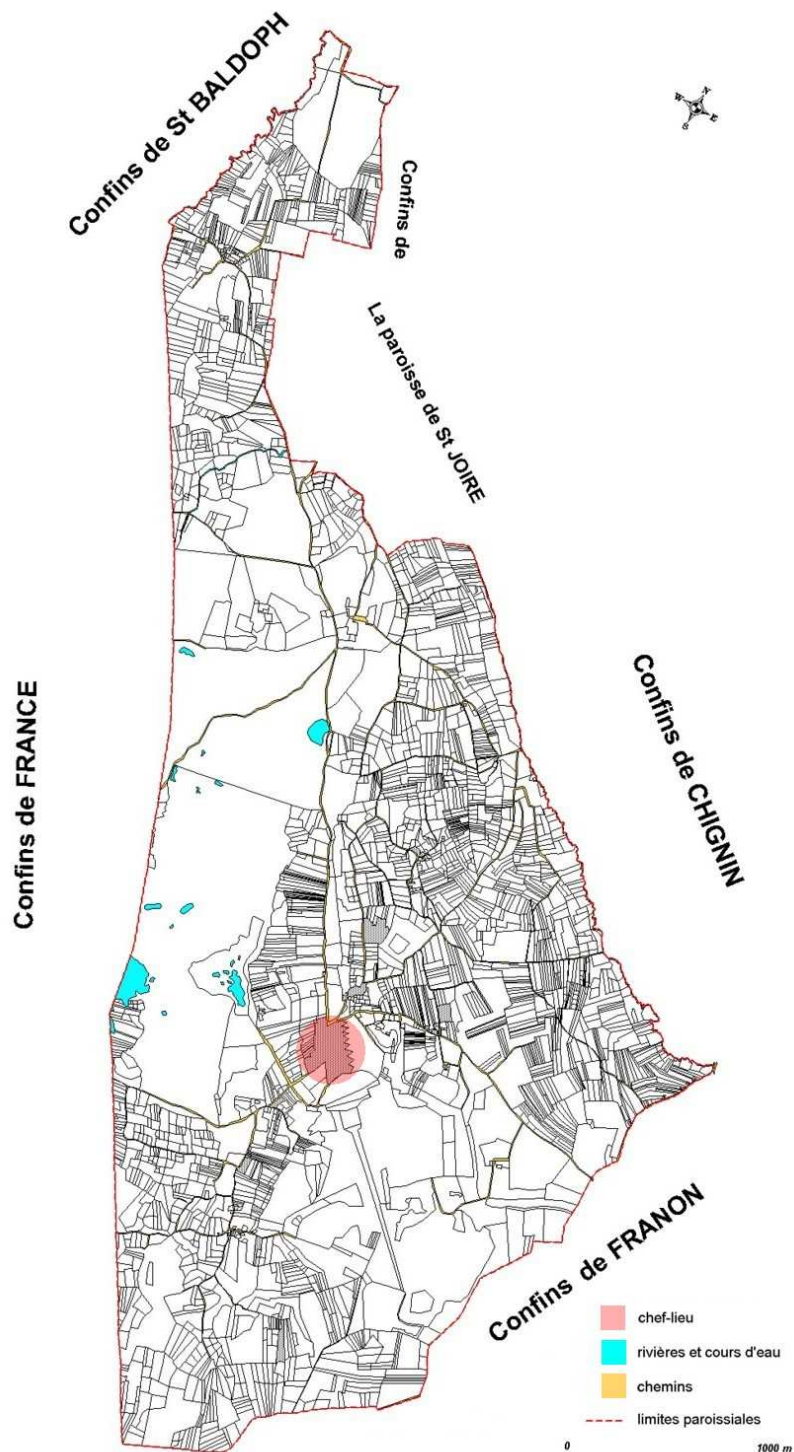 Confins de St BALDOPH
N
W
E
S
Confins de
La paroisse de St JOIRE
Confins de FRANCE
Confins de CHIGNIN
Confins de FRANON
chef-lieu
rivières et cours d'eau
chemins
limites paroissiales
0
1000 m